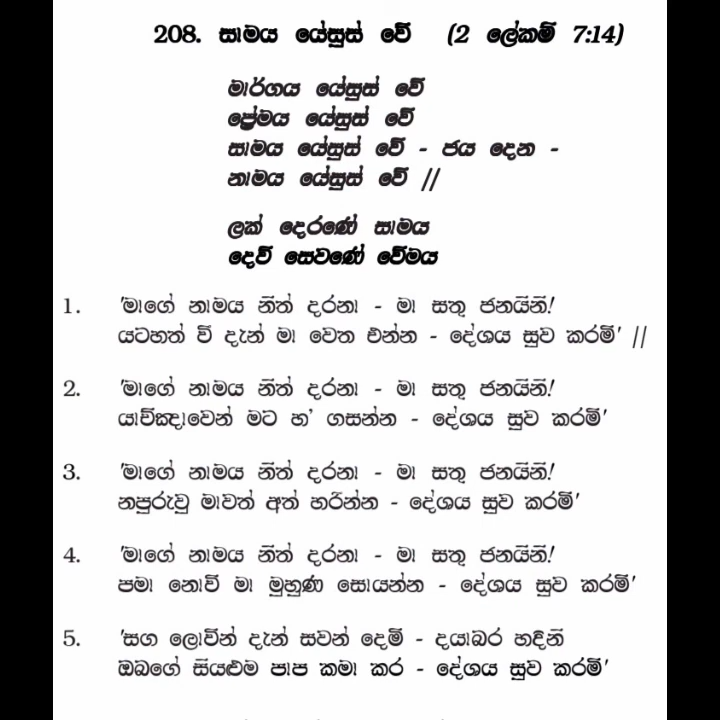 208. සාමය යේසුස් වේ (2 ලේකම් 7:14)
මාර්ගය යේසුස් වේ
ප්‍රේමය යේසුස් වේ
සාමය යේසුස් වේ - ජය දෙන -
නාමය යේසුස් වේ //
ලක් දෙරණේ සාමය
දෙව් සෙවණේ වේමය
1. 'මාගේ නාමය නිත් දරනා - මා සතු ජනයිනි!
යටහත් වී දැන් මා වෙත එන්න - දේශය සුව කරමි' //
2. 'මාගේ නාමය නිත් දරනා - මා සතු ජනයිනි!
යාච්ඤාවෙන් මට හ' ගසන්න - දේශය සුව කරමි'
3. 'මාගේ නාමය නිත් දරනා - මා සතු ජනයිනි!
නපුරුවු මාවත් අත් හරින්න - දේශය සුව කරමි'
4. 'මාගේ නාමය නිත් දරනා - මා සතු ජනයිනි!
පමා නොවී මා මුහුණ සොයන්න - දේශය සුව කරමි'
5. 'සග ලොවින් දැන් සවන් දෙමි - දයාබර හදිනි
ඔබගේ සියළුම පාප කමා කර - දේශය සුව කරමි'